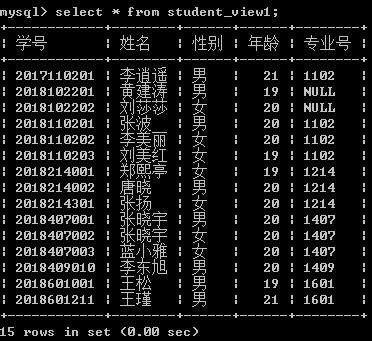 mysql> select * from student_view1;
+------------+--------+------+------+--------+
| 学号 | 姓名 | 性别 | 年龄 | 专业号
+------------+--------+------+------+--------+
| 2017110201 | 李逍遥 | 男 | 21 | 1102
| 2018102201 | 黄建涛 | 男 | 19 | NULL
| 2018102202 | 刘莎莎 | 女 | 20 | NULL
| 2018110201 | 张波 | 男 | 20 | 1102
| 2018110202 | 李美丽 | 女 | 20 | 1102
| 2018110203 | 刘美红 | 女 | 19 | 1102
| 2018214001 | 郑熙亭 | 女 | 19 | 1214
| 2018214002 | 唐晓 | 男 | 20 | 1214
| 2018214301 | 张扬 | 女 | 20 | 1214
| 2018407001 | 张晓宇 | 男 | 20 | 1407
| 2018407002 | 张晓宇 | 女 | 20 | 1407
| 2018407003 | 蓝小雅 | 女 | 20 | 1407
| 2018409010 | 李东旭 | 男 | 20 | 1409
| 2018601001 | 王松 | 男 | 19 | 1601
| 2018601211 | 王瑾 | 男 | 21 | 1601
+------------+--------+------+------+--------+
15 rows in set (0.00 sec)